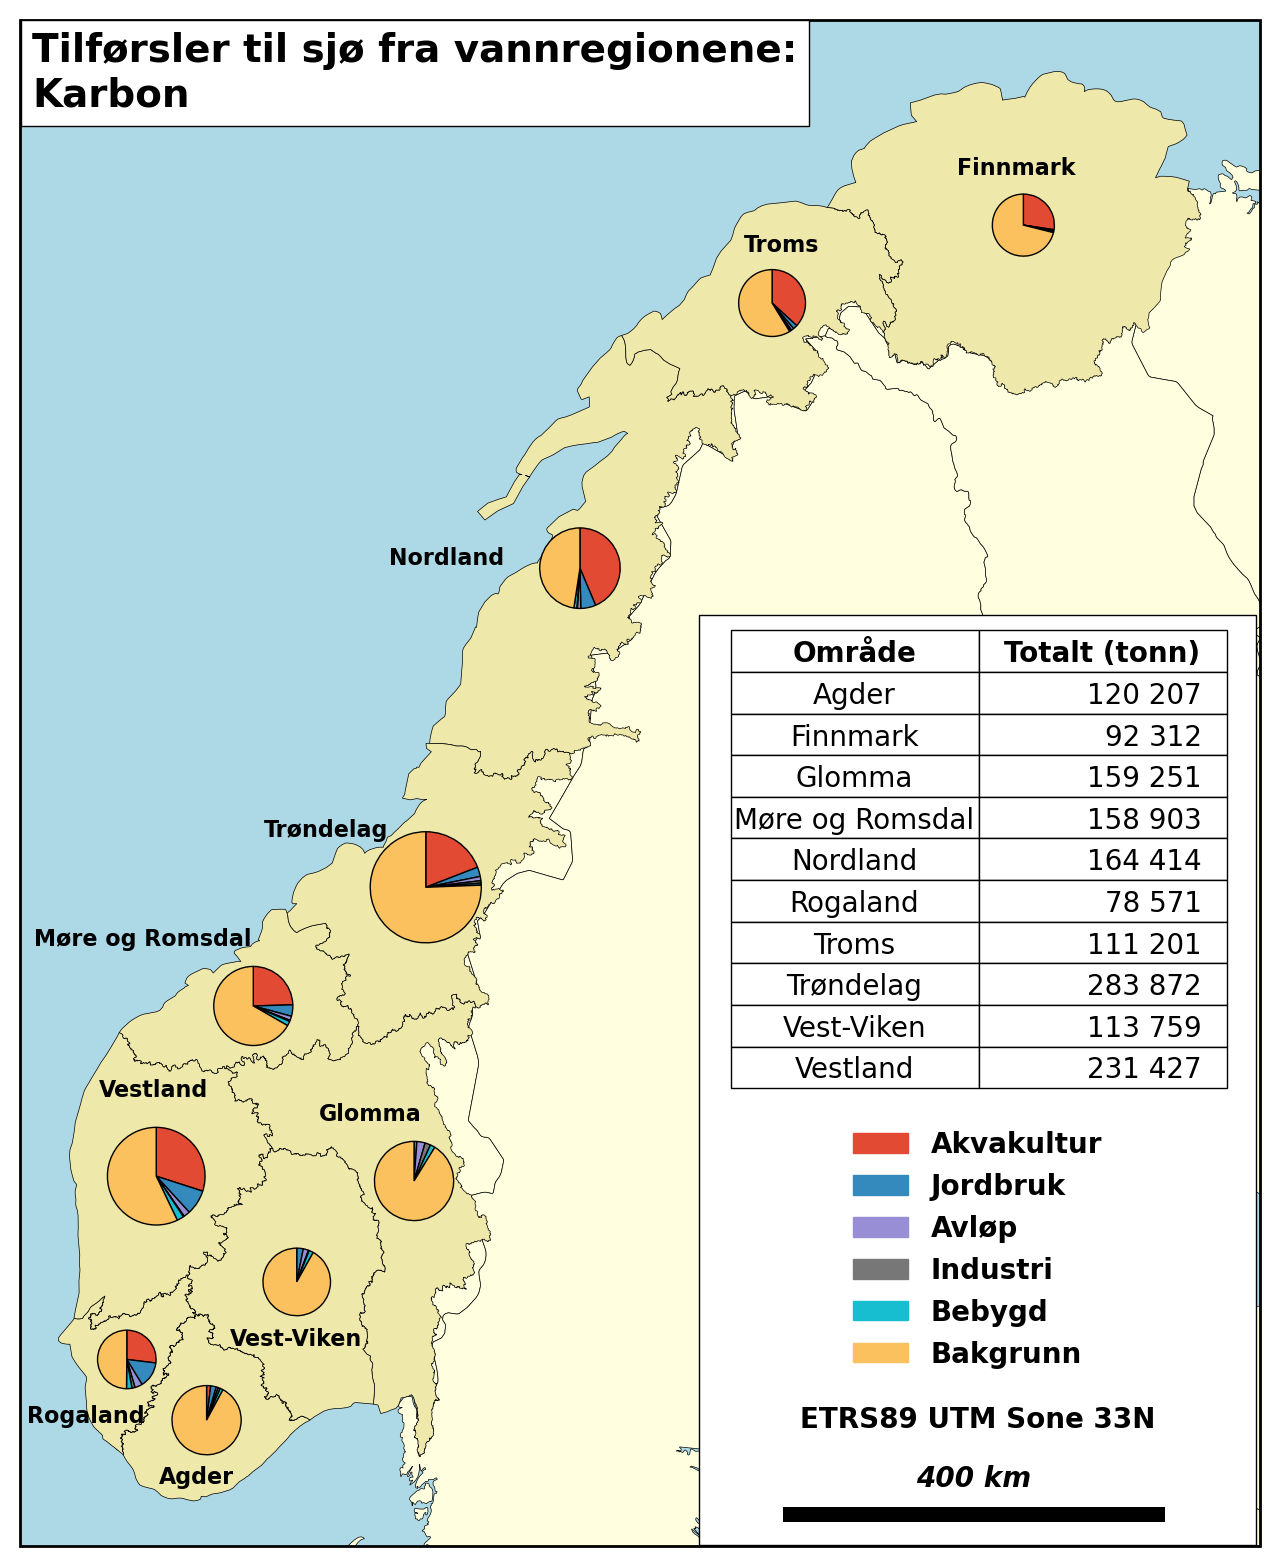 Tilførsler til sjø fra vannregionene:
Karbon
Finnmark
Troms
Nordland
Trøndelag
Møre og Romsdal
Vestland
Glomma
Vest-Viken
Rogaland
Agder
Område Totalt (tonn)
Agder 120 207
Finnmark 92 312
Glomma 159 251
Møre og Romsdal 158 903
Nordland 164 414
Rogaland 78 571
Troms 111 201
Trøndelag 283 872
Vest-Viken 113 759
Vestland 231 427
Akvakultur
Jordbruk
Avløp
Industri
Bebygd
Bakgrunn
ETRS89 UTM Sone 33N
400 km